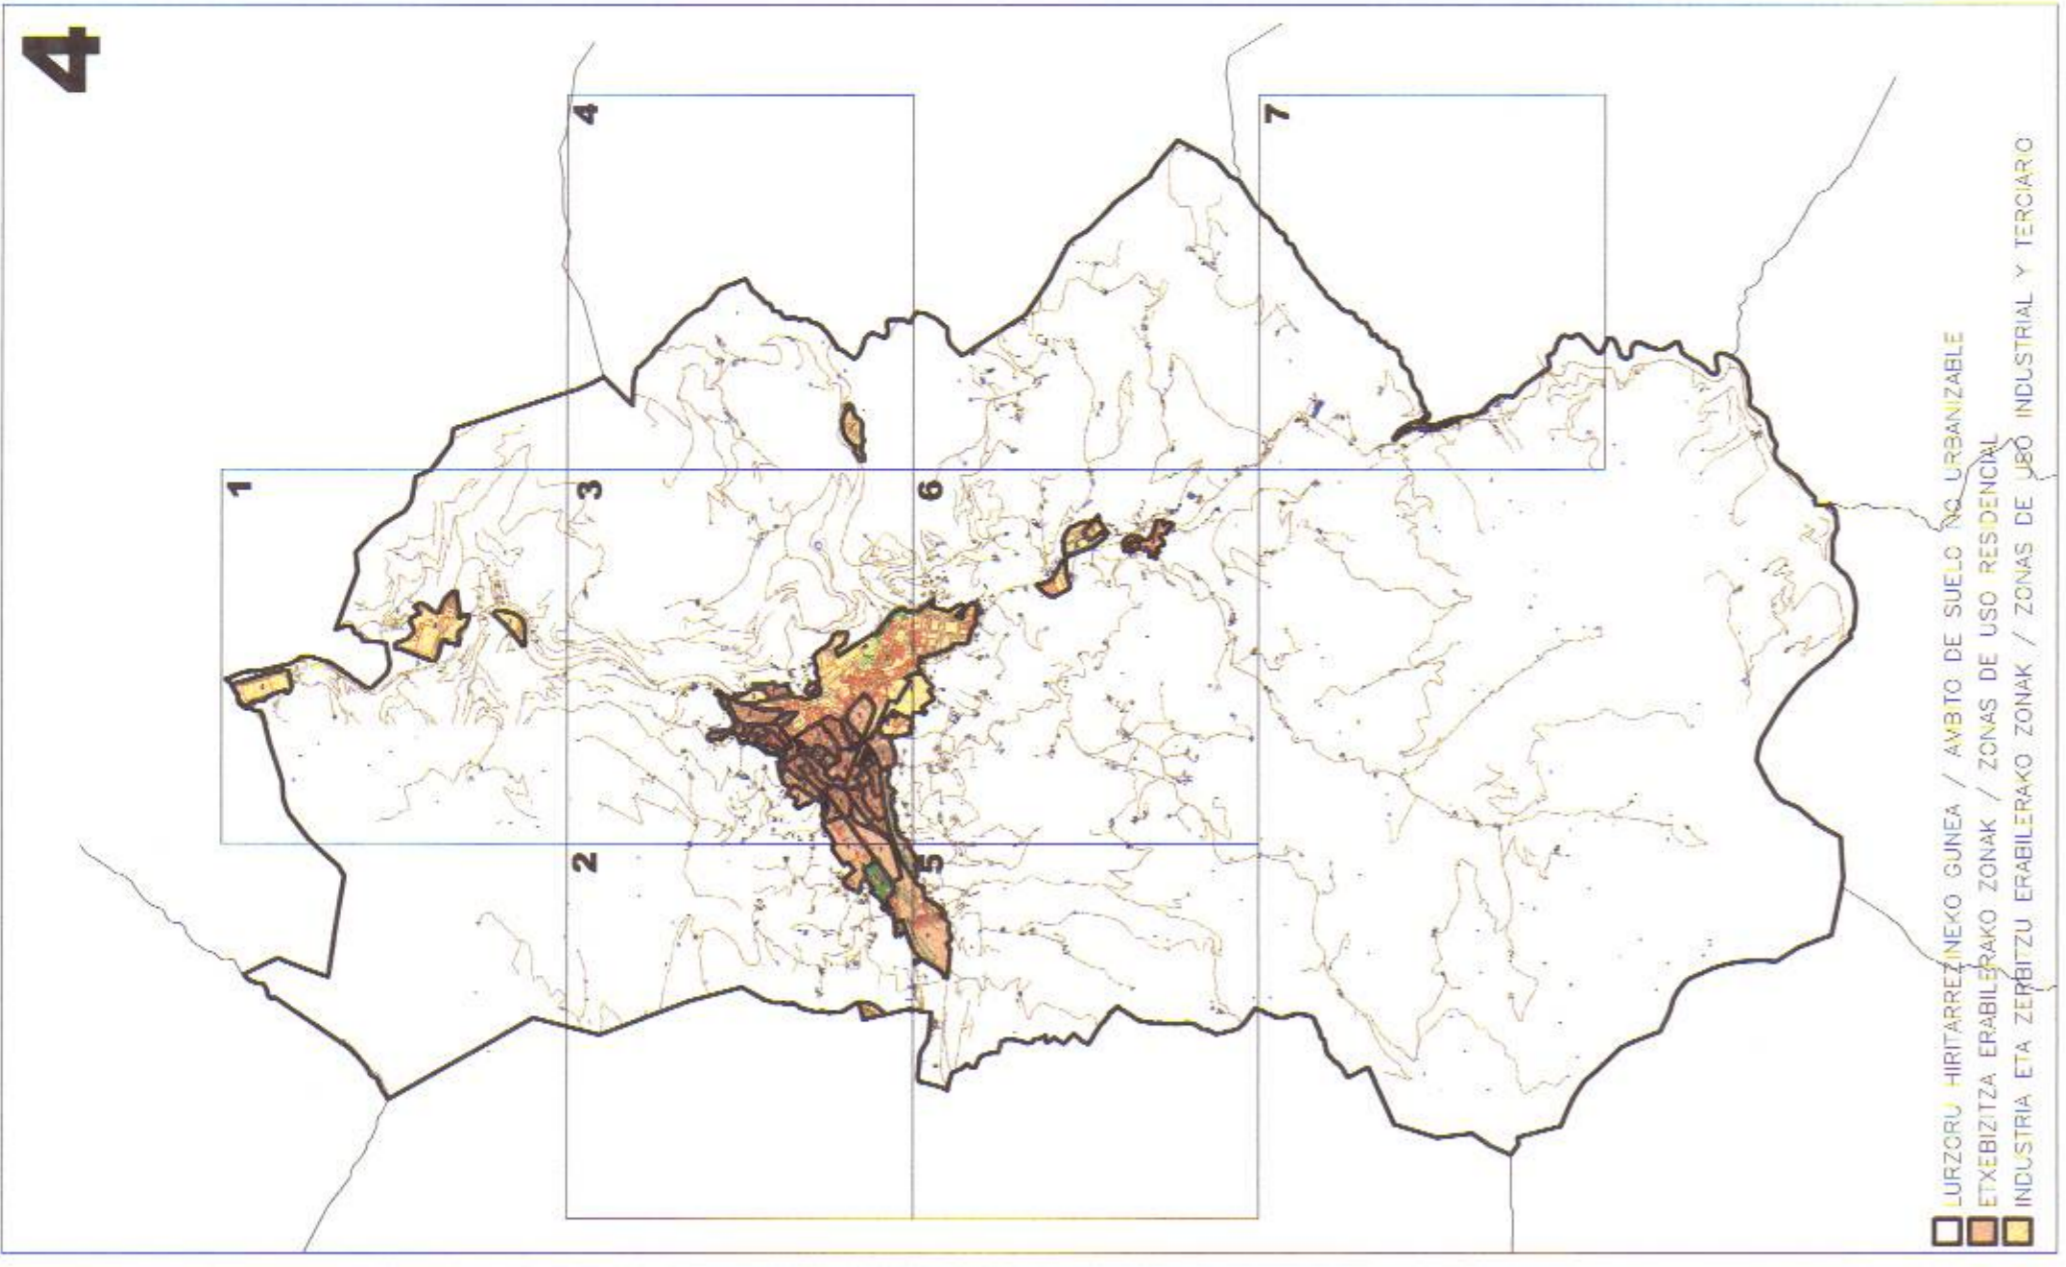 4
1
2 3 4
5 6
7
LURZORU HIRITARREZINEKO GUNEA / AMBITO DE SUELO NO URBANIZABLE
ETXEBIZITZA ERABILERAKO ZONAK / ZONAS DE USO RESIDENCIAL
INDUSTRIA ETA ZERBITZU ERABILERAKO ZONAK / ZONAS DE USO INDUSTRIAL Y TERCIARO